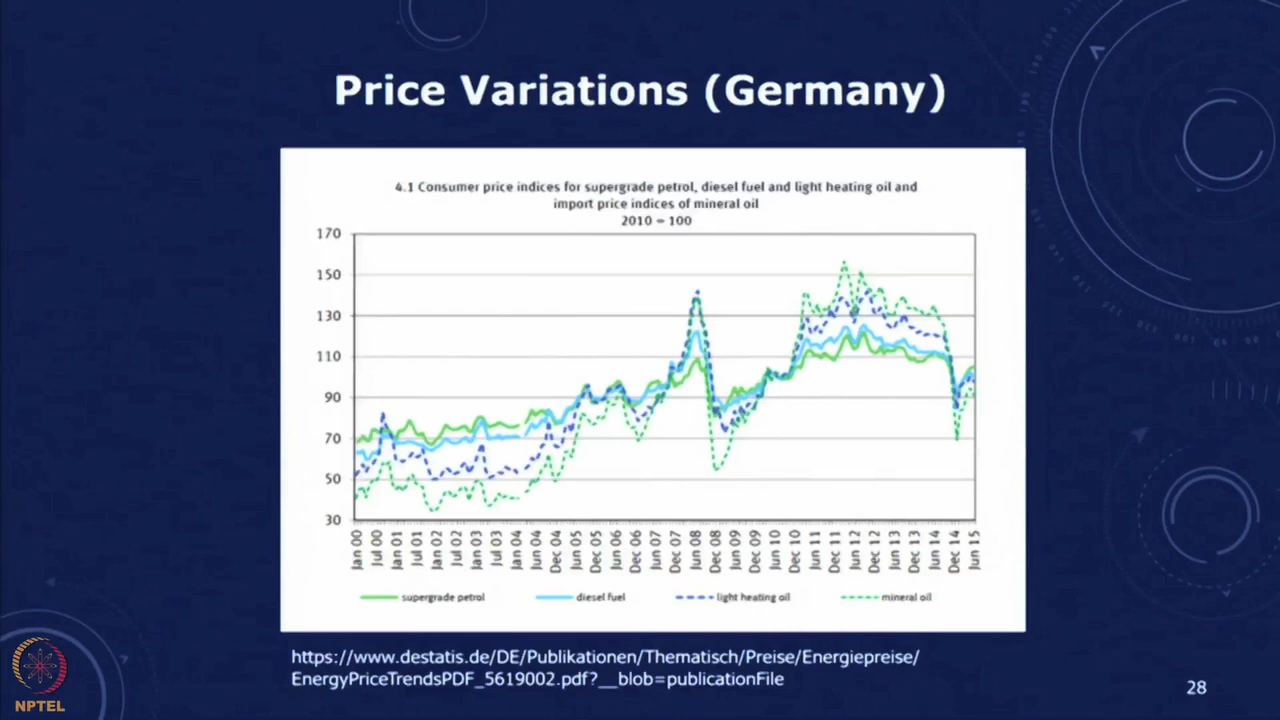 Price Variations (Germany)
4.1 Consumer price indices for supergrade petrol, diesel fuel and light heating oil and
import price indices of mineral oil
2010 = 100
170
150
130
110
90
70
50
30
Jan 00
Jul 00
Jan 01
Jul 01
Jan 02
Jul 02
Jan 03
Jul 03
Jan 04
Jun 04
Dec 04
Jun 05
Dec 05
Jun 06
Dec 06
Jun 07
Dec 07
Jun 08
Dec 08
Jun 09
Dec 09
Jun 10
Dec 10
Jun 11
Dec 11
Jun 12
Dec 12
Jun 13
Dec 13
Jun 14
Dec 14
Jun 15
supergrade petrol
diesel fuel
light heating oil
mineral oil
https://www.destatis.de/DE/Publikationen/Thematisch/Preise/Energiepreise/
EnergyPriceTrendsPDF_5619002.pdf?__blob=publicationFile
28
NPTEL